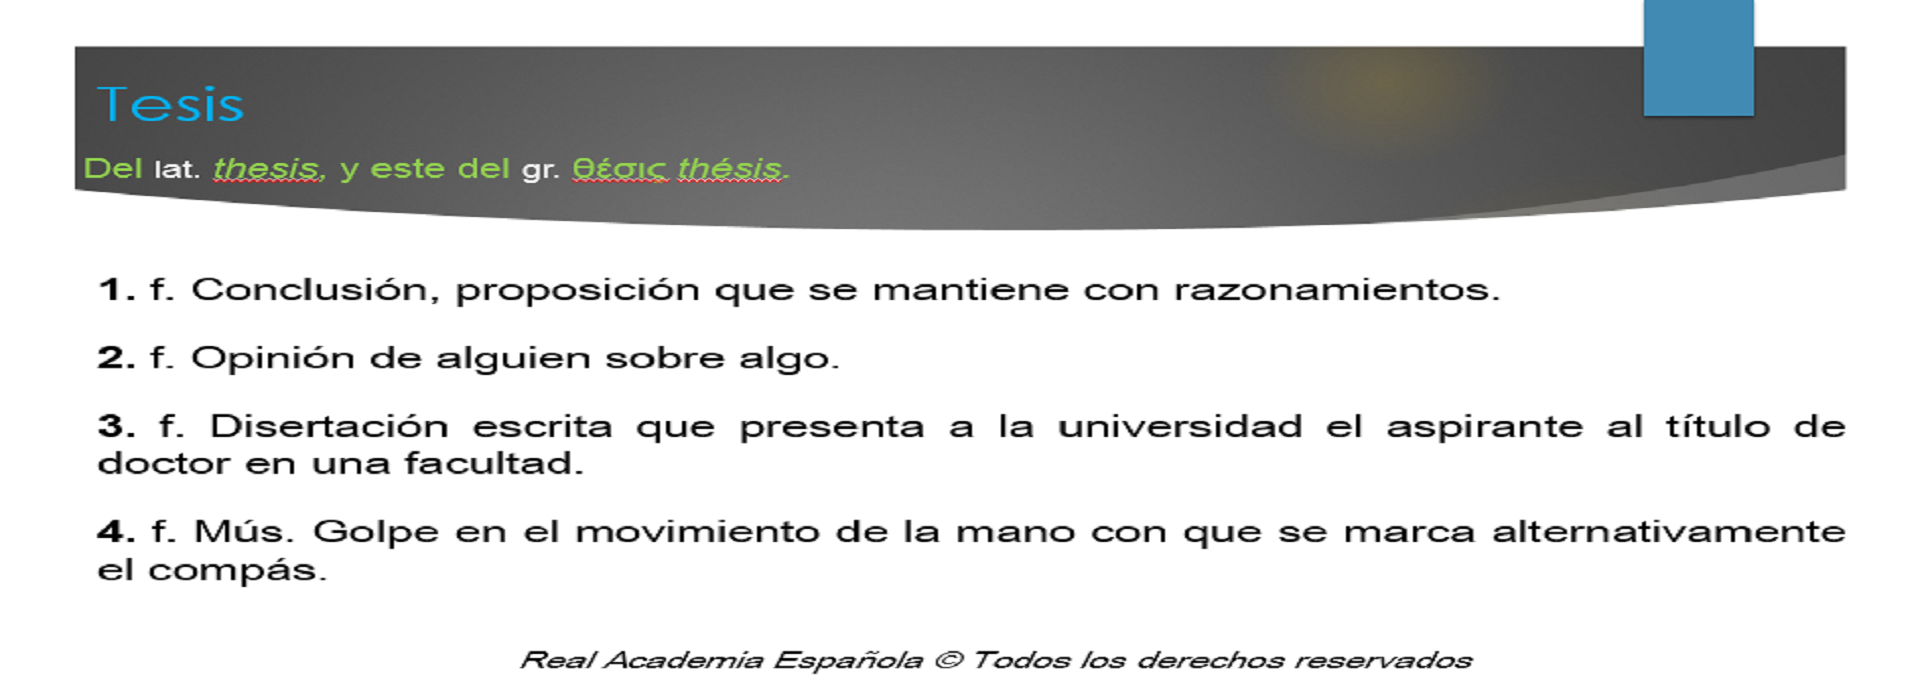 Tesis
Del lat. thesis, y este del gr. θέσις thésis.
1. f. Conclusión, proposición que se mantiene con razonamientos.
2. f. Opinión de alguien sobre algo.
3. f. Disertación escrita que presenta a la universidad el aspirante al título de
doctor en una facultad.
4. f. Mús. Golpe en el movimiento de la mano con que se marca alternativamente
el compás.
Real Academia Española © Todos los derechos reservados